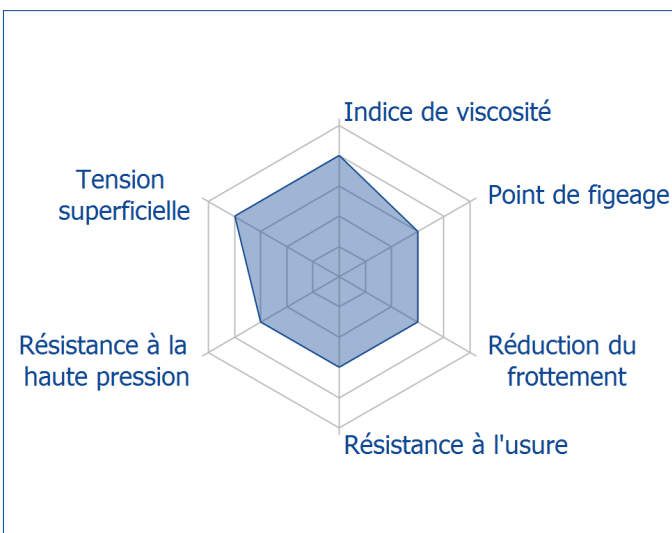 Indice de viscosité
Tension
superficielle
Point de figeage
Résistance à la
haute pression
Réduction du
frottement
Résistance à l'usure